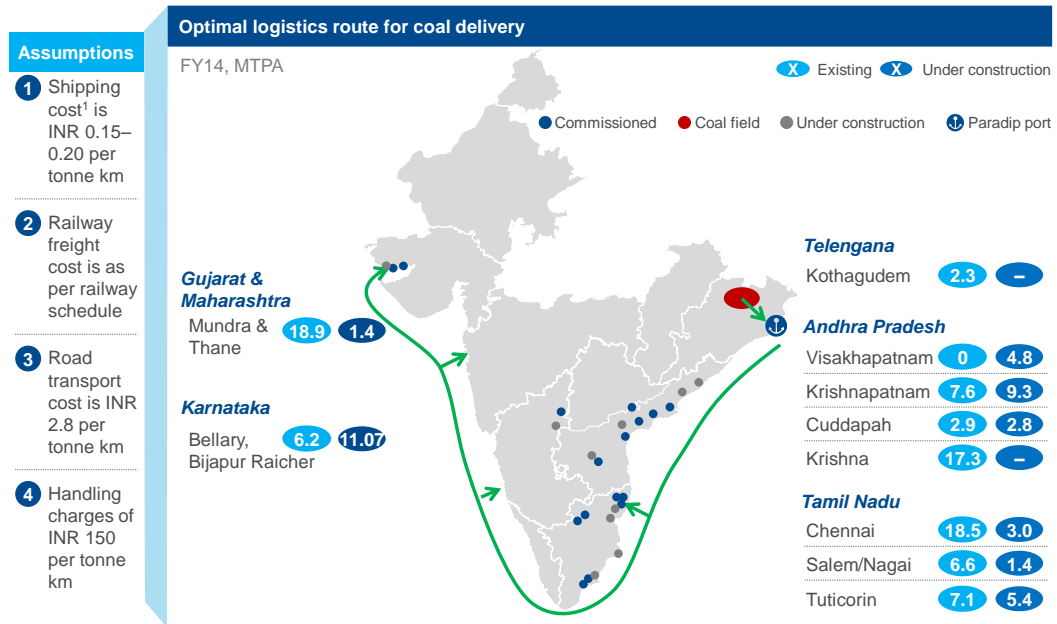 Optimal logistics route for coal delivery
Assumptions
1 Shipping
cost¹ is
INR 0.15–
0.20 per
tonne km
2 Railway
freight
cost is as
per railway
schedule
3 Road
transport
cost is INR
2.8 per
tonne km
4 Handling
charges of
INR 150
per tonne
km
FY14, MTPA
X Existing X Under construction
Commissioned Coal field Under construction Paradip port
Gujarat &
Maharashtra
Mundra &
Thane 18.9 1.4
Karnataka
Bellary,
Bijapur Raicher 6.2 11.07
Telengana
Kothagudem 2.3 –
Andhra Pradesh
Visakhapatnam 0 4.8
Krishnapatnam 7.6 9.3
Cuddapah 2.9 2.8
Krishna 17.3 –
Tamil Nadu
Chennai 18.5 3.0
Salem/Nagai 6.6 1.4
Tuticorin 7.1 5.4